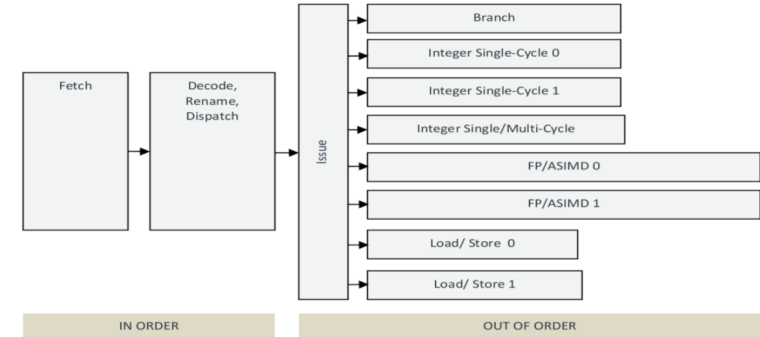 Fetch
Decode,
Rename,
Dispatch
Issue
Branch
Integer Single-Cycle 0
Integer Single-Cycle 1
Integer Single/Multi-Cycle
FP/ASIMD 0
FP/ASIMD 1
Load/ Store 0
Load/ Store 1
IN ORDER
OUT OF ORDER